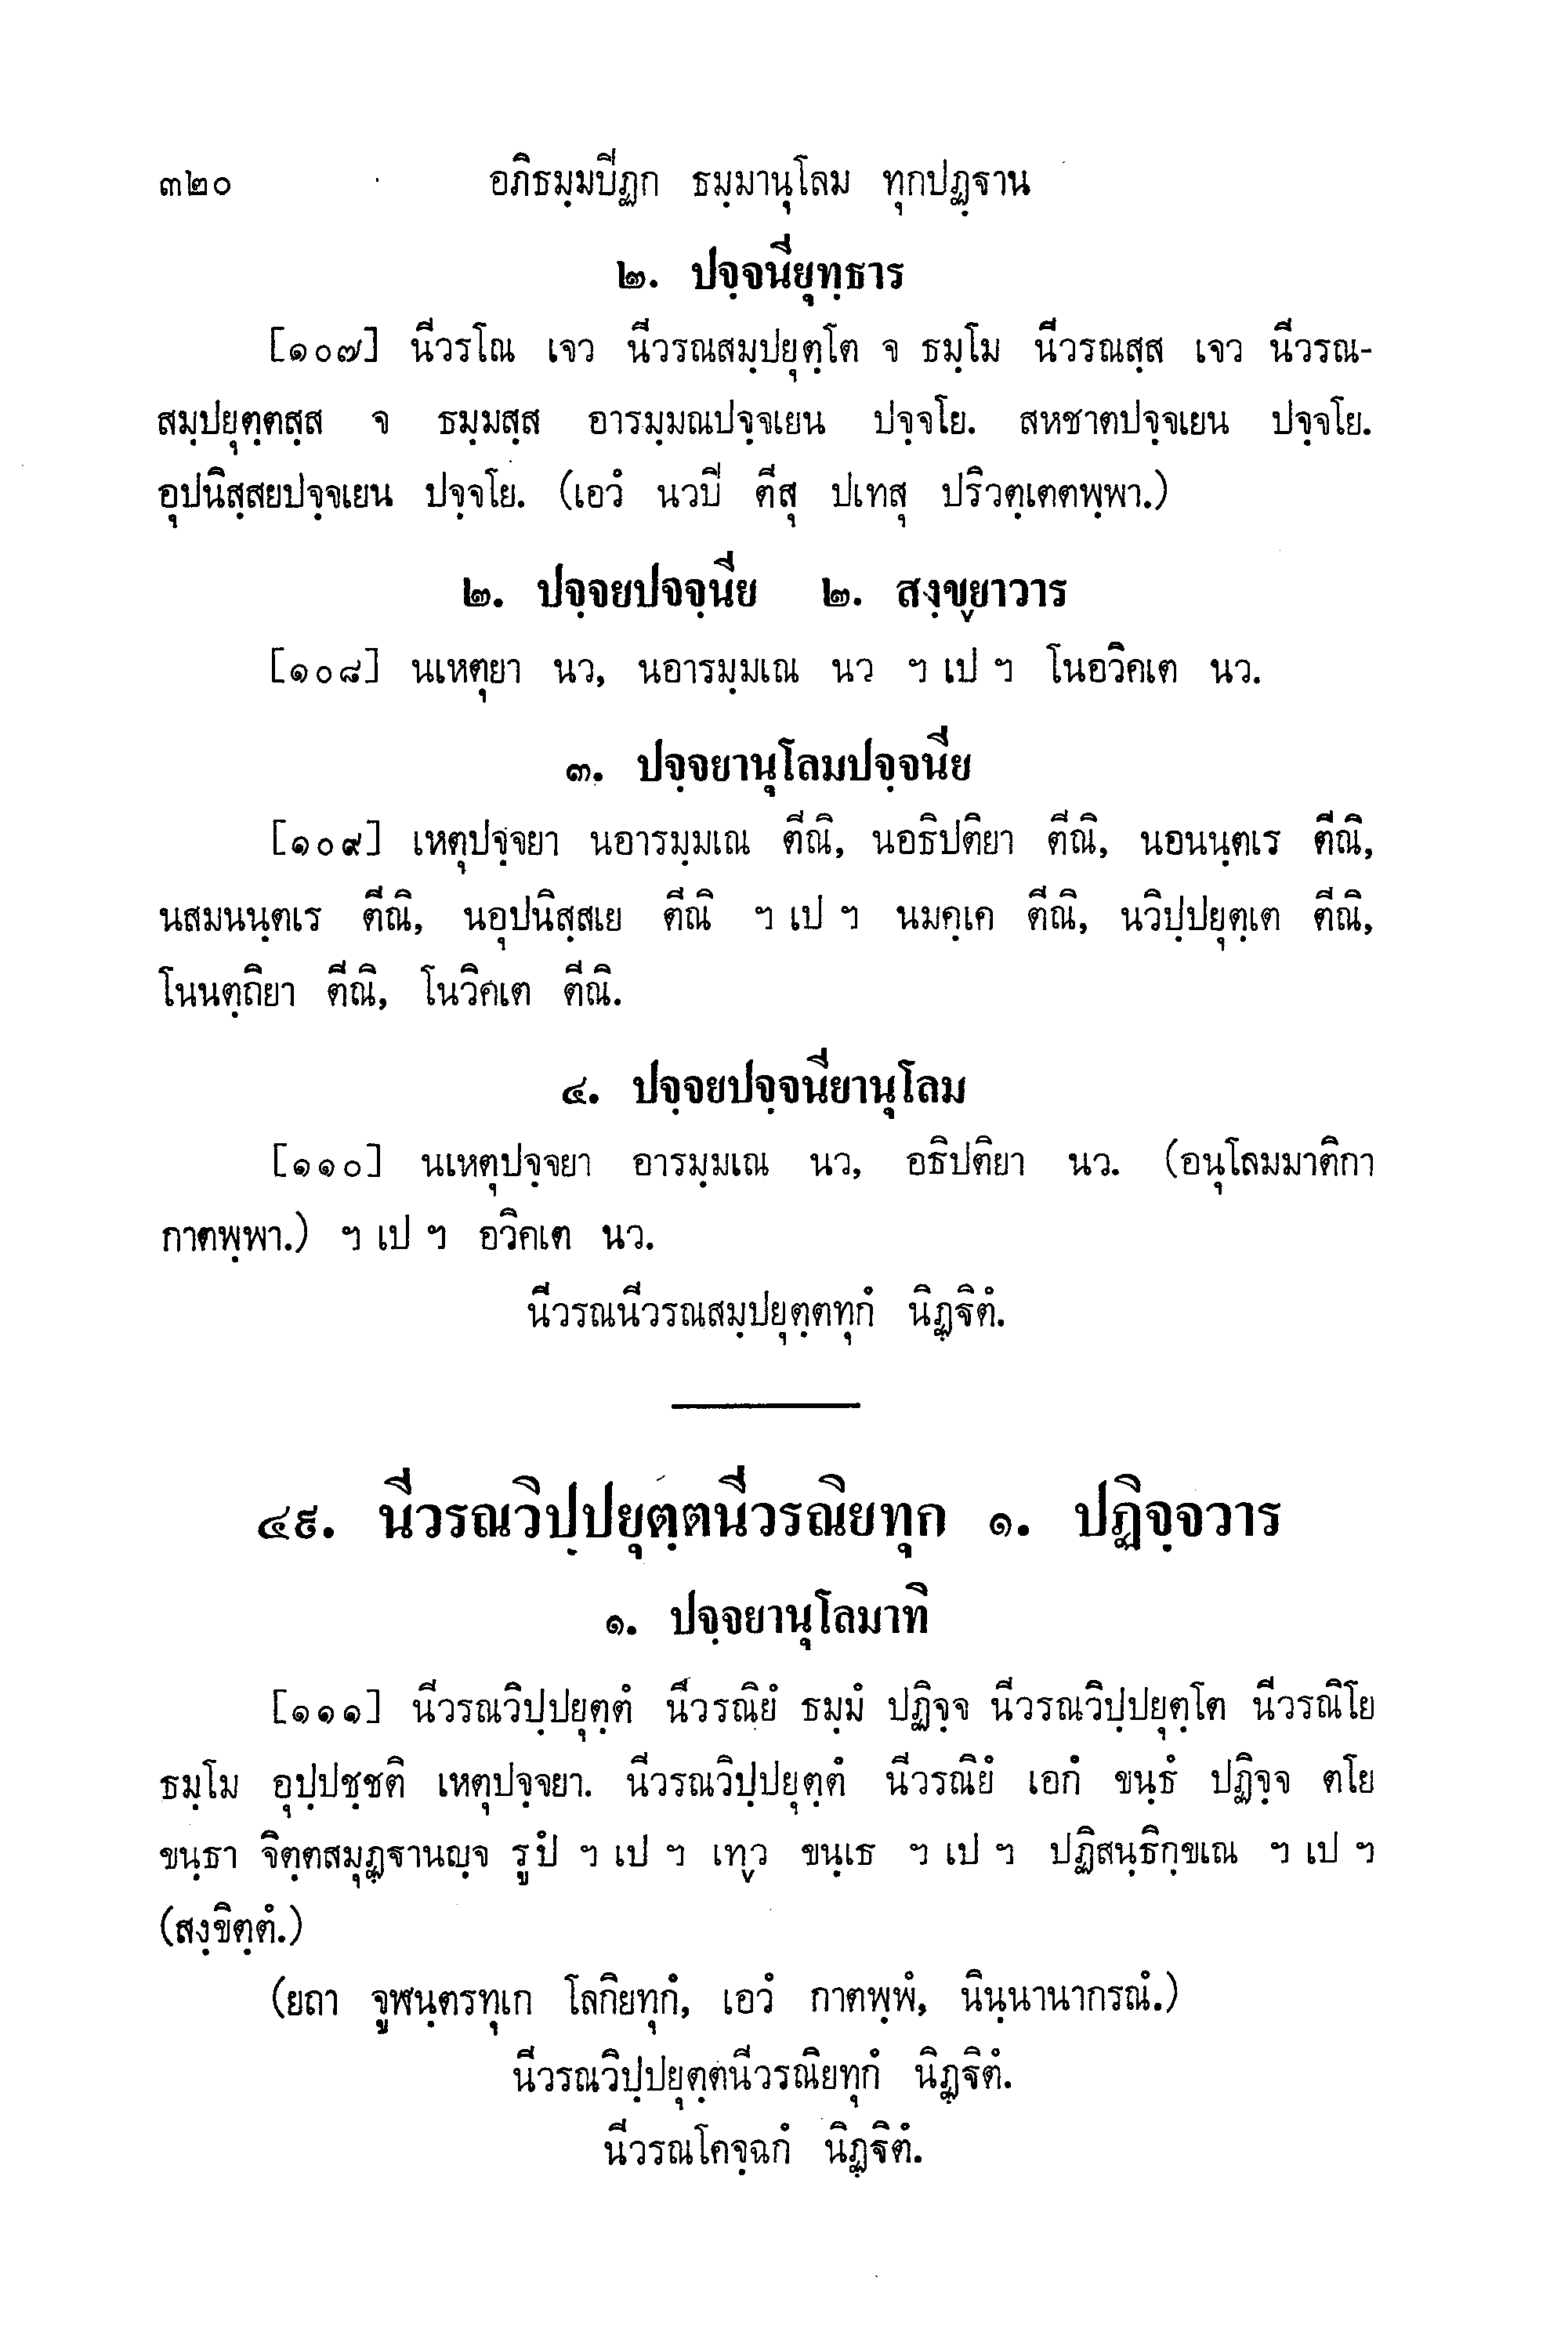 ๓๒๐ อภิธมฺมปิฏก ธมฺมานุโลม ทุกปฏฺฐาน
๒. ปจฺจนียุทฺธาร
[๑๐๗] นีวรโณ เจว นีวรณสมฺปยุตฺโต จ ธมฺโม นีวรณสฺส เจว นีวรณ-
สมฺปยุตฺตสฺส จ ธมฺมสฺส อารมฺมณปจฺจเยน ปจฺจโย. สหชาตปจฺจเยน ปจฺจโย.
อุปนิสฺสยปจฺจเยน ปจฺจโย. (เอวํ นวปิ ตีสุ ปเทสุ ปริวตฺเตตพฺพา.)
๒. ปจฺจยปจจฺนีย ๒. สงฺขฺยาวาร
[๑๐๘] นเหตุยา นว, นอารมฺมเณ นว ฯ เป ฯ โนอวิคเต นว.
๓. ปจฺจยานุโลมปจฺจนีย
[๑๐๙] เหตุปจฺจยา นอารมฺมเณ ตีณิ, นอธิปติยา ตีณิ, นอนนฺตเร ตีณิ,
นสมนนฺตเร ตีณิ, นอุปนิสฺสเย ตีณิ ฯ เป ฯ นมคฺเค ตีณิ, นวิปฺปยุตฺเต ตีณิ,
โนนตฺถิยา ตีณิ, โนวิคเต ตีณิ.
๔. ปจฺจยปจฺจนียานุโลม
[๑๑๐] นเหตุปจฺจยา อารมฺมเณ นว, อธิปติยา นว. (อนุโลมมาติกา
กาตพฺพา.) ฯ เป ฯ อวิคเต นว.
นีวรณนีวรณสมฺปยุตฺตทุกํ นิฏฺฐิตํ.
๔๙. นีวรณวิปฺปยุตฺตนีวรณิยทุก ๑. ปฏิจฺจวาร
๑. ปจฺจยานุโลมาทิ
[๑๑๑] นีวรณวิปฺปยุตฺตํ นีวรณิยํ ธมฺมํ ปฏิจฺจ นีวรณวิปฺปยุตฺโต นีวรณิโย
ธมฺโม อุปฺปชฺชติ เหตุปจฺจยา. นีวรณวิปฺปยุตฺตํ นีวรณิยํ เอกํ ขนฺธํ ปฏิจฺจ ตโย
ขนฺธา จิตฺตสมุฏฺฐานญฺจ รูปํ ฯ เป ฯ เทฺว ขนฺเธ ฯ เป ฯ ปฏิสนฺธิกฺขเณ ฯ เป ฯ
(สงฺขิตฺตํ.)
(ยถา จูฬนฺตรทุเก โลกิยทุกํ, เอวํ กาตพฺพํ, นินฺนานากรณํ.)
นีวรณวิปฺปยุตฺตนีวรณิยทุกํ นิฏฺฐิตํ.
นีวรณโคจฺฉกํ นิฏฺฐิตํ.